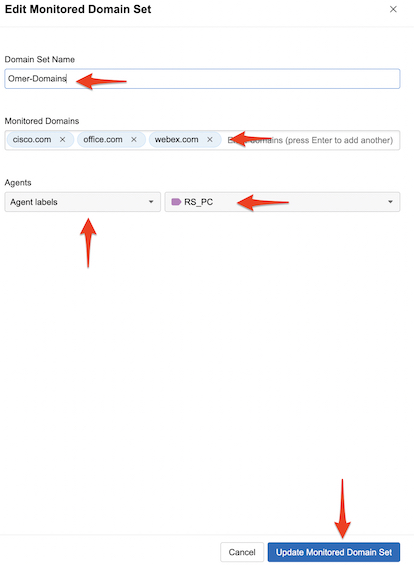 Edit Monitored Domain Set
Domain Set Name
Omer-Domains
Monitored Domains
cisco.com office.com webex.com domains (press Enter to add another)
Agents
Agent labels RS_PC
Cancel Update Monitored Domain Set